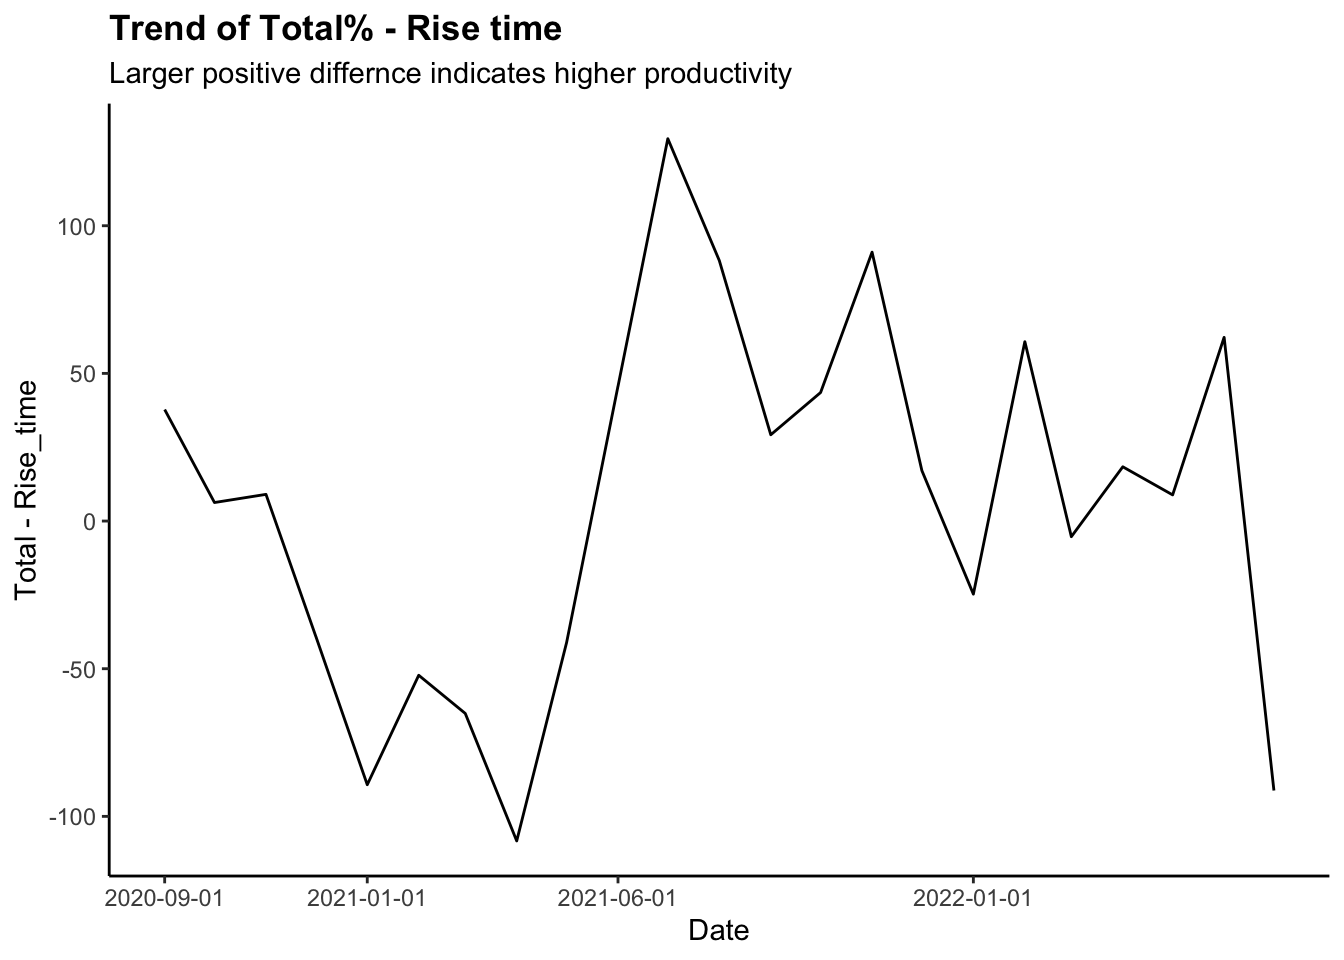 Trend of Total% - Rise time
Larger positive differnce indicates higher productivity
Total - Rise_time
100
50
0
-50
-100
2020-09-01
2021-01-01
2021-06-01
2022-01-01
Date